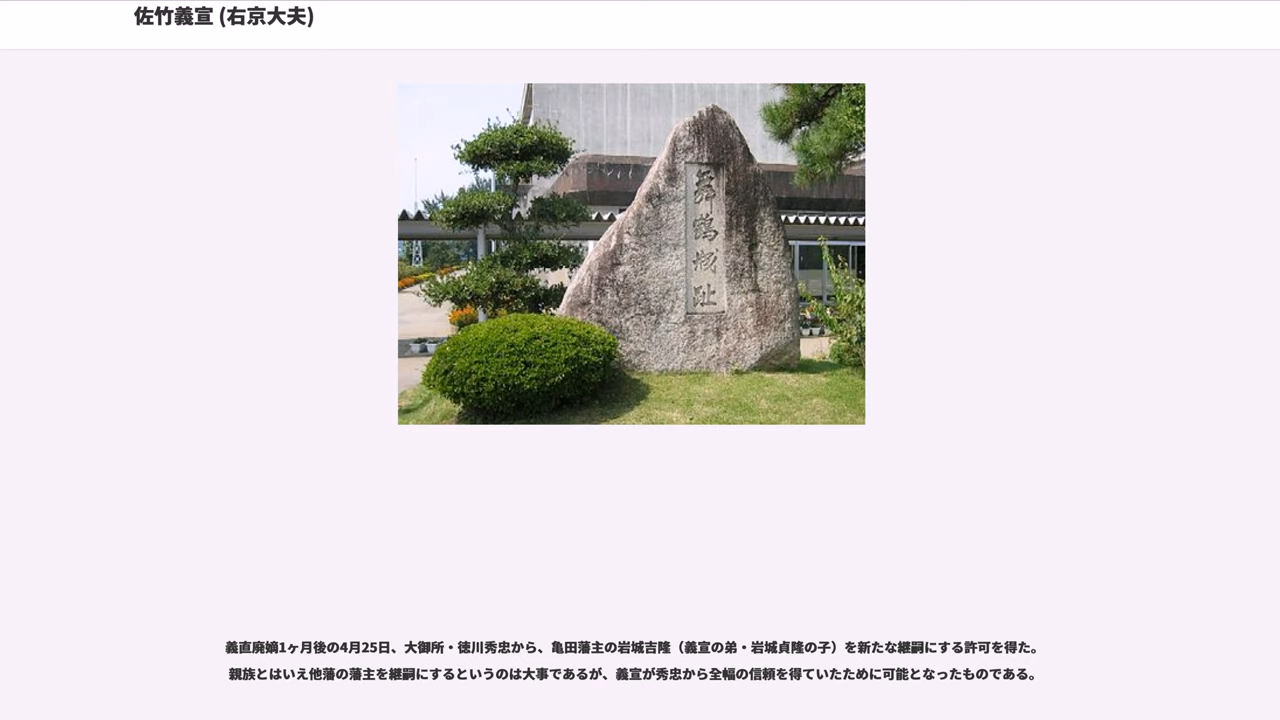 佐竹義宣 (右京大夫)
舞鶴城趾
義直廃嫡1ヶ月後の4月25日、大御所・徳川秀忠から、亀田藩主の岩城吉隆（義宣の弟・岩城貞隆の子）を新たな継嗣にする許可を得た。
親族とはいえ他藩の藩主を継嗣にするというのは大事であるが、義宣が秀忠から全幅の信頼を得ていたために可能となったものである。